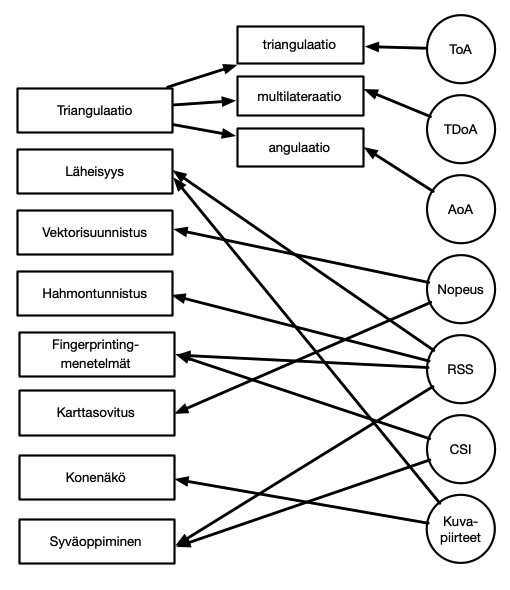 triangulaatio
ToA
Triangulaatio
multilateraatio
TDoA
angulaatio
Läheisyys
AoA
Vektorisuunnistus
Nopeus
Hahmontunnistus
Fingerprinting-
menetelmät
RSS
Karttasovitus
CSI
Konenäkö
Kuva-
piirteet
Syväoppiminen